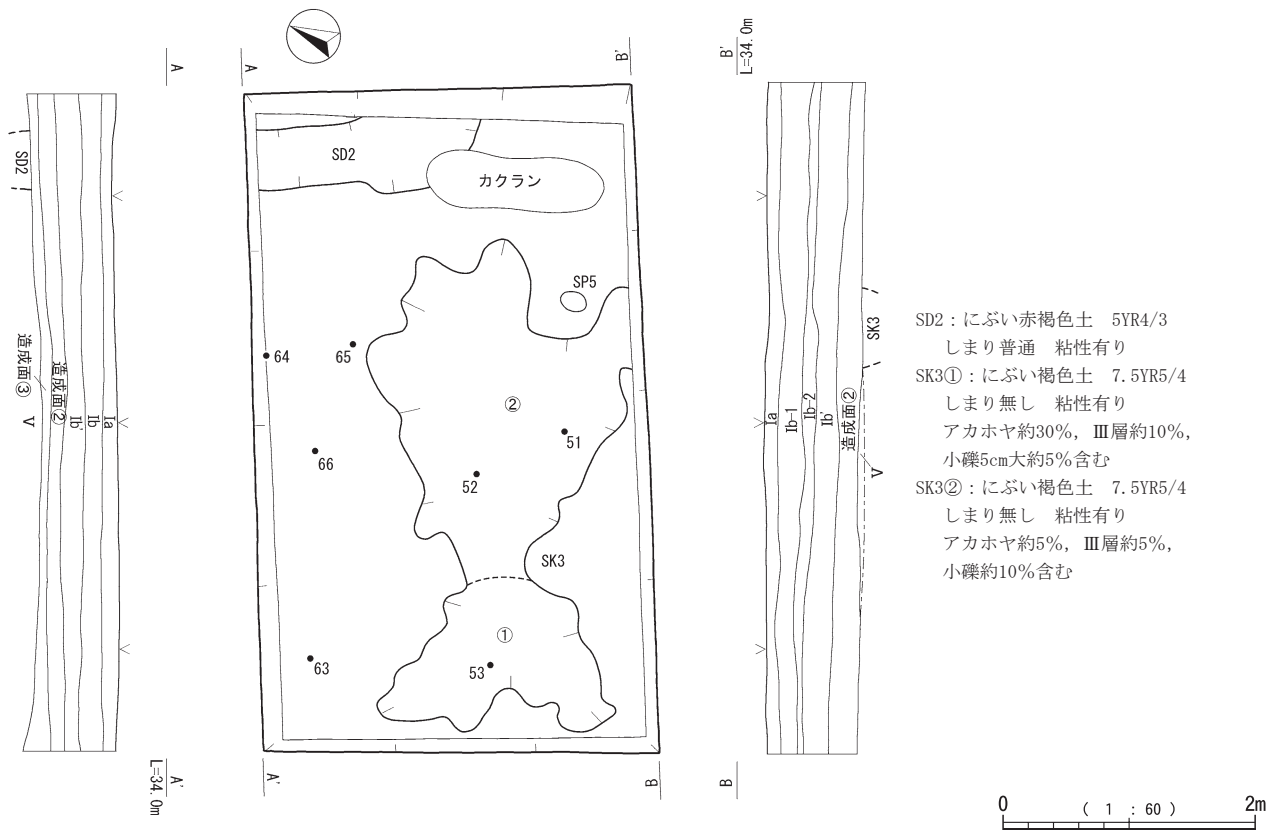 A
A
B'
B'
L=34.0m
SD2
SD2
カクラン
SP5
造成面③
造成面②
Ⅴ
Ib'
Ib
Ia
64
65
②
51
66
52
SK3
①
63
53
Ia
Ib-1
Ib-2
Ib'
造成面②
Ⅴ
SK3
SD2：にぶい赤褐色土　5YR4/3
しまり普通　粘性有り
SK3①：にぶい褐色土　7.5YR5/4
しまり無し　粘性有り
アカホヤ約30％，Ⅲ層約10％，
小礫5cm大約5％含む
SK3②：にぶい褐色土　7.5YR5/4
しまり無し　粘性有り
アカホヤ約5％，Ⅲ層約5％，
小礫約10％含む
A'
L=34.0m
A'
B
B
0 （ 1 : 60 ） 2m